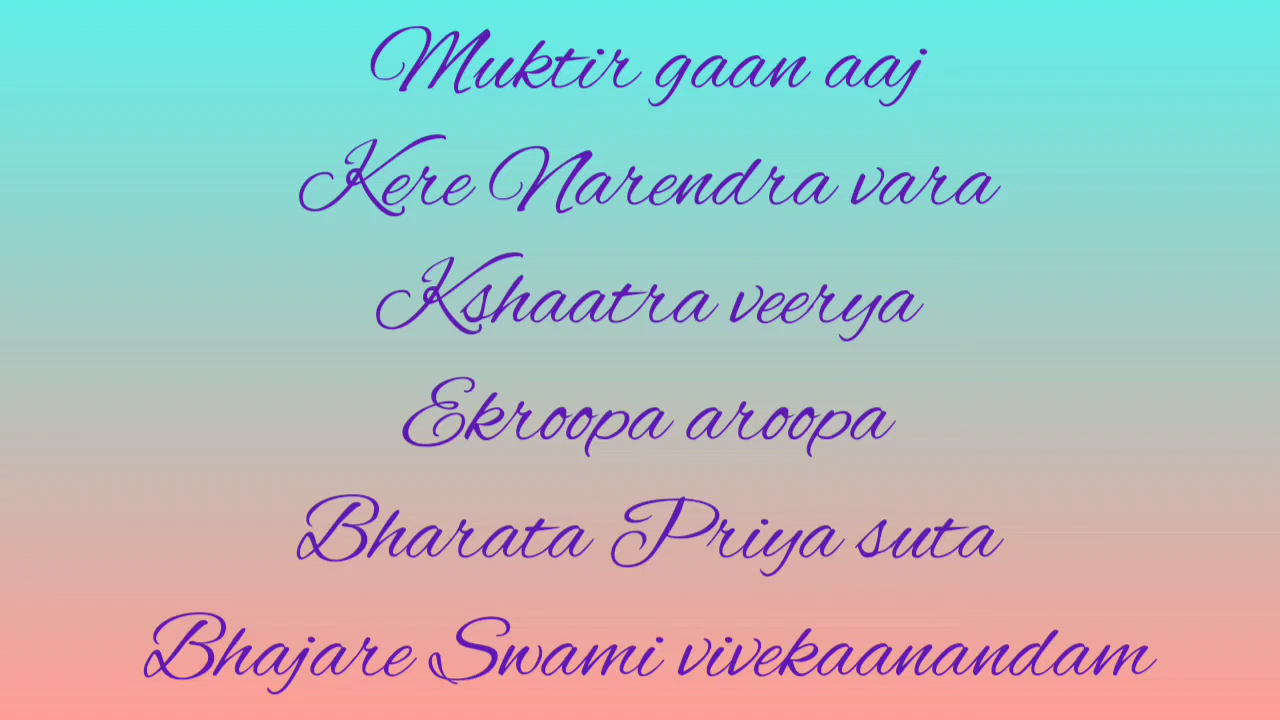 Muktir gaan aaj
Kere Narendra vara
Kshaatra veerya
Ekroopa aroopa
Bharata Priya suta
Bhajare Swami vivekaanandam